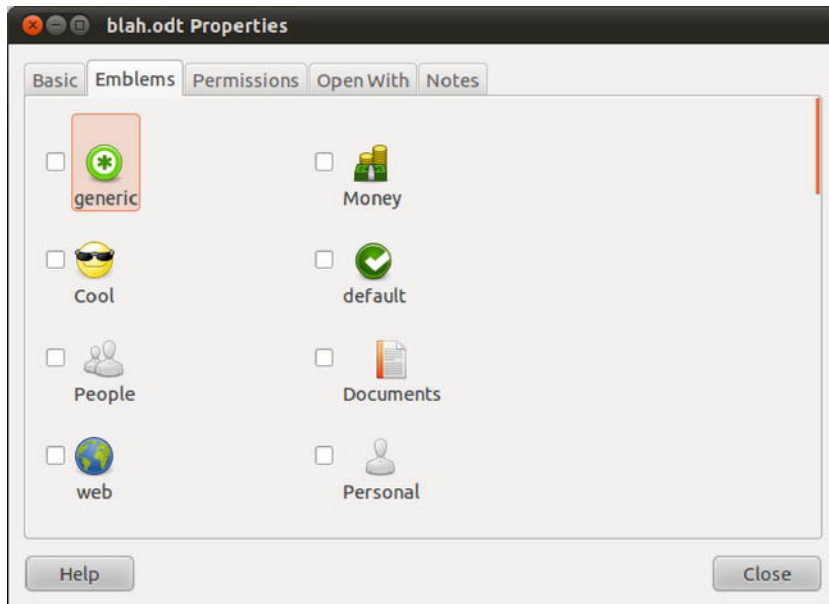 blah.odt Properties
Basic Emblems Permissions Open With Notes
generic Money
Cool default
People Documents
web Personal
Help Close